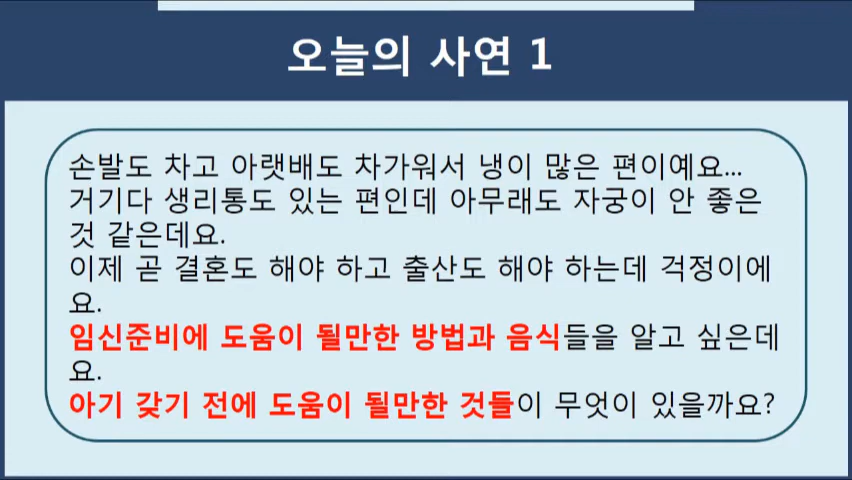 오늘의 사연 1
손발도 차고 아랫배도 차가워서 냉이 많은 편이예요...
거기다 생리통도 있는 편인데 아무래도 자궁이 안 좋은
것 같은데요.
이제 곧 결혼도 해야 하고 출산도 해야 하는데 걱정이에
요.
임신준비에 도움이 될만한 방법과 음식들을 알고 싶은데
요.
아기 갖기 전에 도움이 될만한 것들이 무엇이 있을까요?